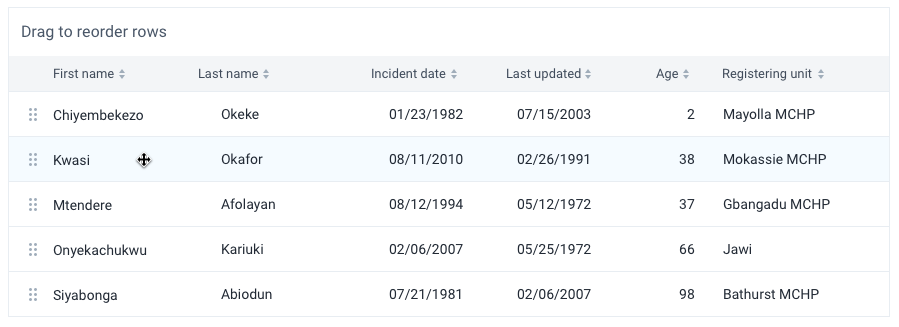 Drag to reorder rows
First name Last name Incident date Last updated Age Registering unit
Chiyembekezo Okeke 01/23/1982 07/15/2003 2 Mayolla MCHP
Kwasi Okafor 08/11/2010 02/26/1991 38 Mokassie MCHP
Mtendere Afolayan 08/12/1994 05/12/1972 37 Gbangadu MCHP
Onyekachukwu Kariuki 02/06/2007 05/25/1972 66 Jawi
Siyabonga Abiodun 07/21/1981 02/06/2007 98 Bathurst MCHP